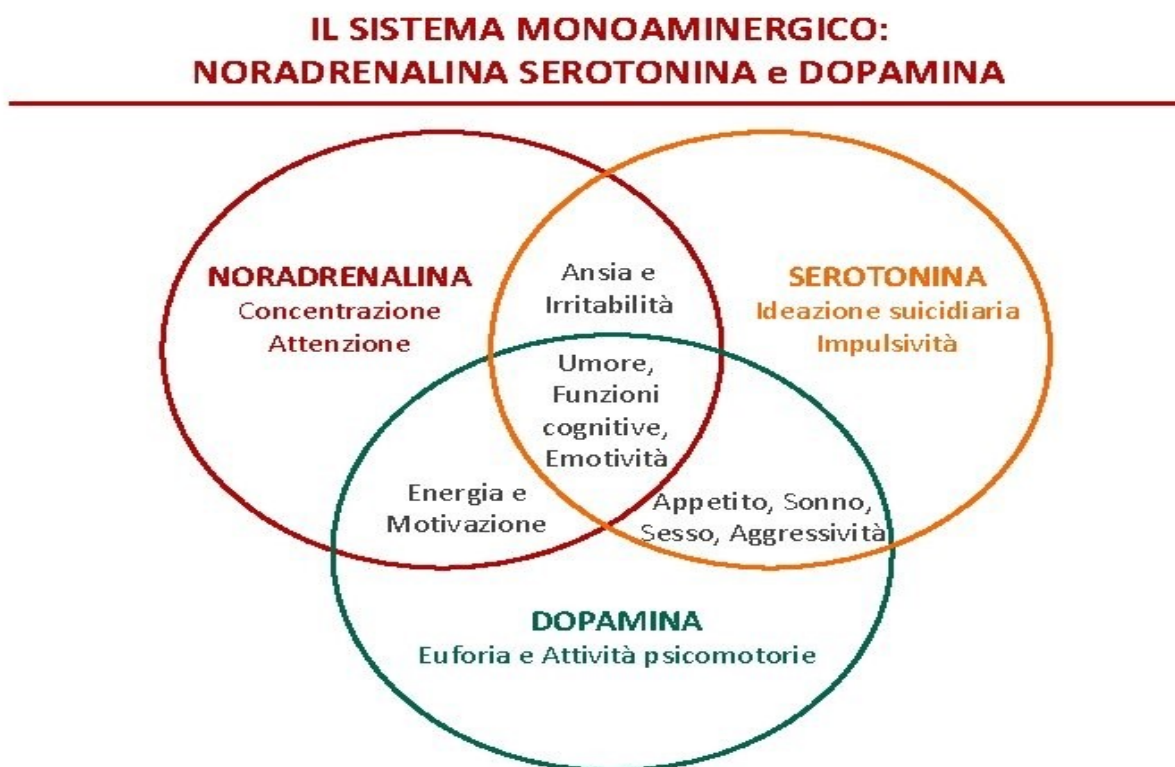 IL SISTEMA MONOAMINERGICO:
NORADRENALINA SEROTONINA e DOPAMINA
NORADRENALINA
Concentrazione
Attenzione
Ansia e
Irritabilità
SEROTONINA
Ideazione suicidiaria
Impulsività
Umore,
Funzioni
cognitive,
Emotività
Energia e
Motivazione
Appetito, Sonno,
Sesso, Aggressività
DOPAMINA
Euforia e Attività psicomotorie